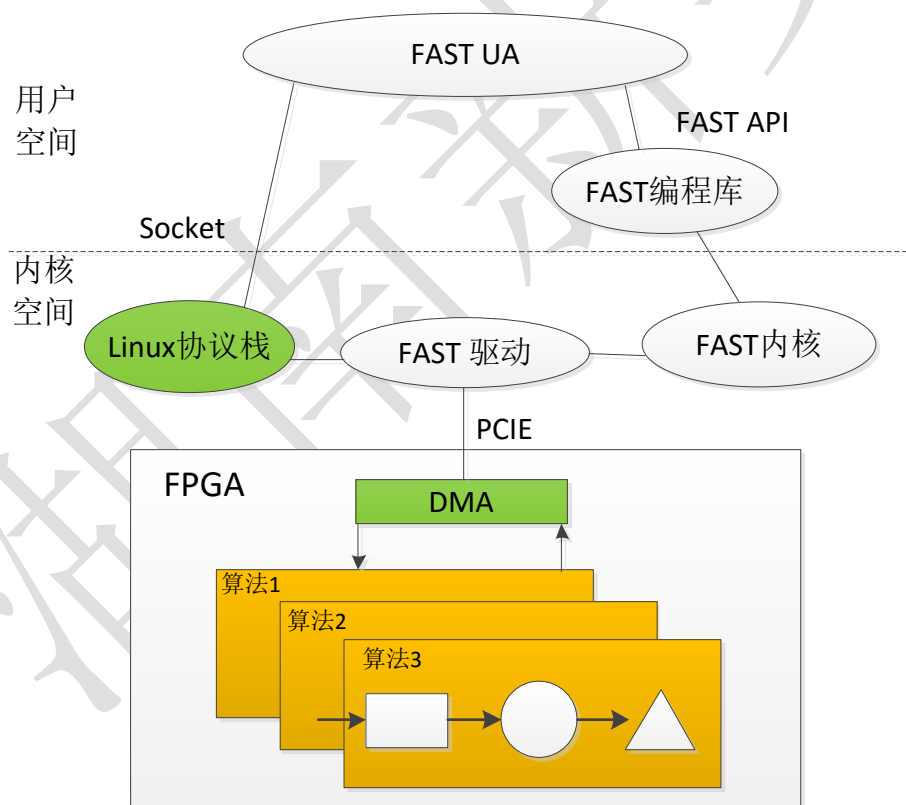 FAST UA
用户
空间
FAST API
FAST编程库
Socket
内核
空间
Linux协议栈
FAST 驱动
FAST内核
PCIE
FPGA
DMA
算法1
算法2
算法3